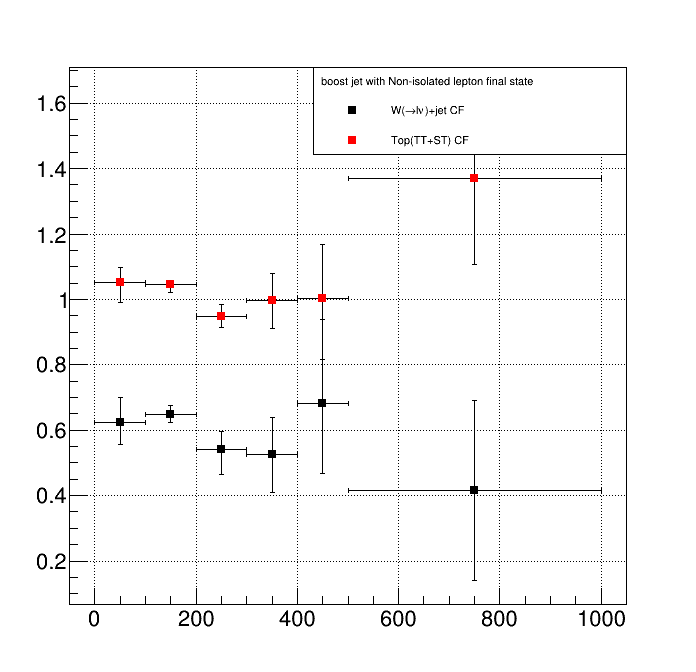 boost jet with Non-isolated lepton final state
W(→lν)+jet CF
Top(TT+ST) CF
1.6
1.4
1.2
1
0.8
0.6
0.4
0.2
0 200 400 600 800 1000